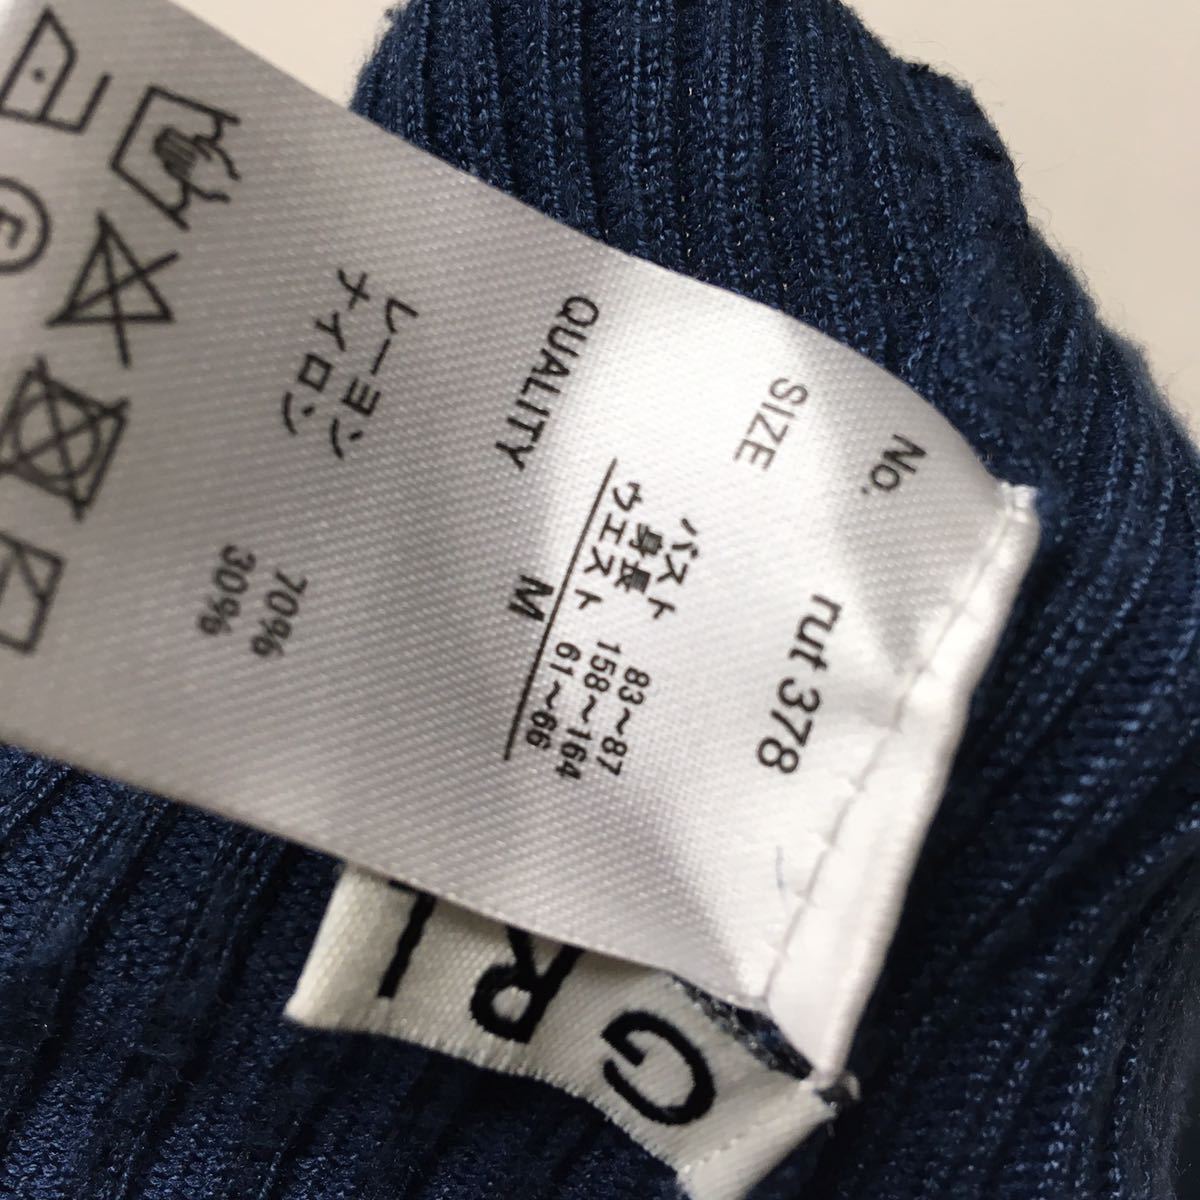 No. rut 378
SIZE
バスト 83～87
身長 158～164
ウエスト 61～66
M
QUALITY
レーヨン 70%
ナイロン 30%
F
GRL